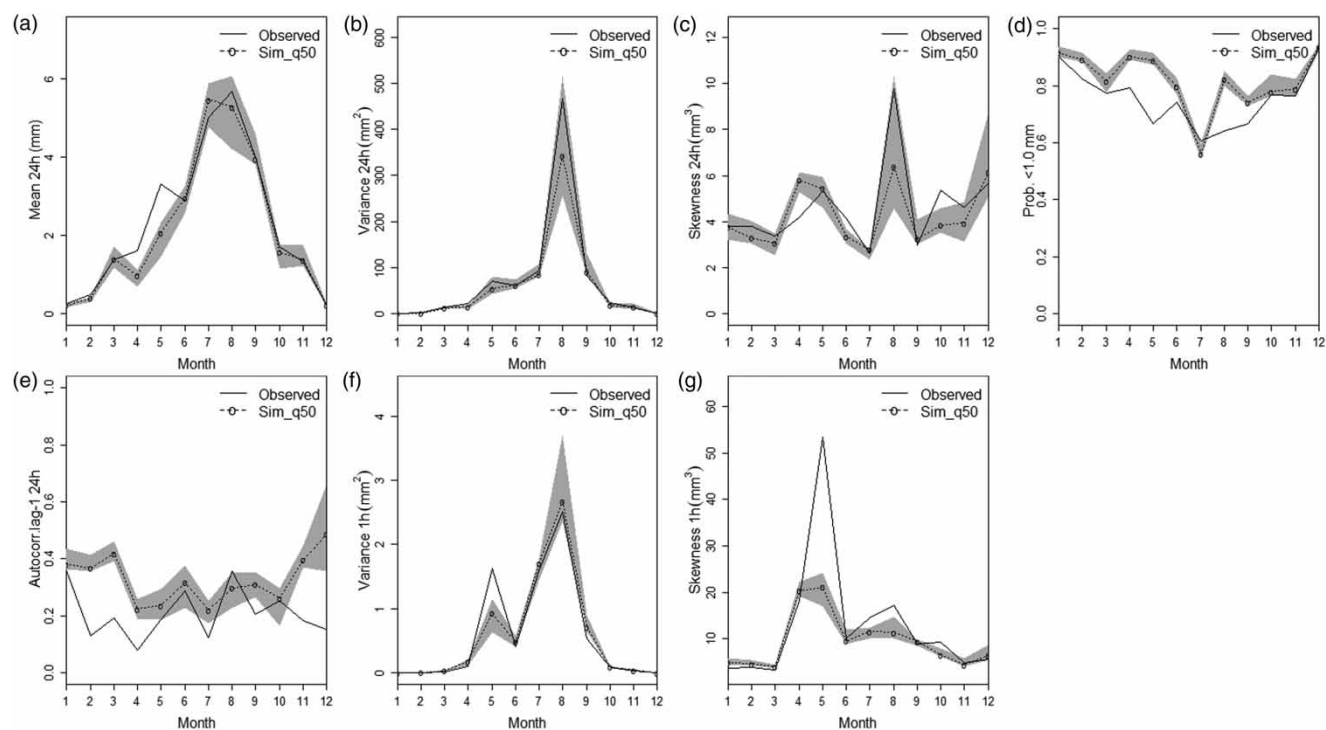 (a)
Observed
Sim_q50
Mean 24h (mm)
0 2 4 6
1 2 3 4 5 6 7 8 9 10 11 12
Month
(b)
Observed
Sim_q50
Variance 24h (mm²)
0 100 200 300 400 500 600
1 2 3 4 5 6 7 8 9 10 11 12
Month
(c)
Observed
Sim_q50
Skewness 24h (mm³)
0 2 4 6 8 10 12
1 2 3 4 5 6 7 8 9 10 11 12
Month
(d)
Observed
Sim_q50
Prob. <1.0 mm
0.0 0.2 0.4 0.6 0.8 1.0
1 2 3 4 5 6 7 8 9 10 11 12
Month
(e)
Observed
Sim_q50
Autocorr.lag-1 24h
0.0 0.2 0.4 0.6 0.8 1.0
1 2 3 4 5 6 7 8 9 10 11 12
Month
(f)
Observed
Sim_q50
Variance 1h (mm²)
0 1 2 3 4
1 2 3 4 5 6 7 8 9 10 11 12
Month
(g)
Observed
Sim_q50
Skewness 1h (mm³)
10 20 30 40 50 60
1 2 3 4 5 6 7 8 9 10 11 12
Month